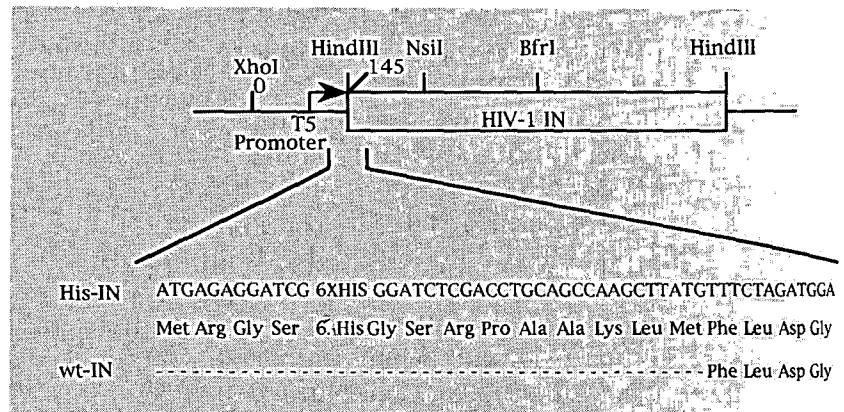 HindIII NsiI BfrI HindIII
XhoI 145
0
T5 HIV-1 IN
Promoter
His-IN ATGAGAGGATCG 6XHIS GGATCTCGACCTGCAGCCAAGCTTATGTTTCTAGATGGA
Met Arg Gly Ser 6XHis Gly Ser Arg Pro Ala Ala Lys Leu Met Phe Leu Asp Gly
wt-IN Phe Leu Asp Gly